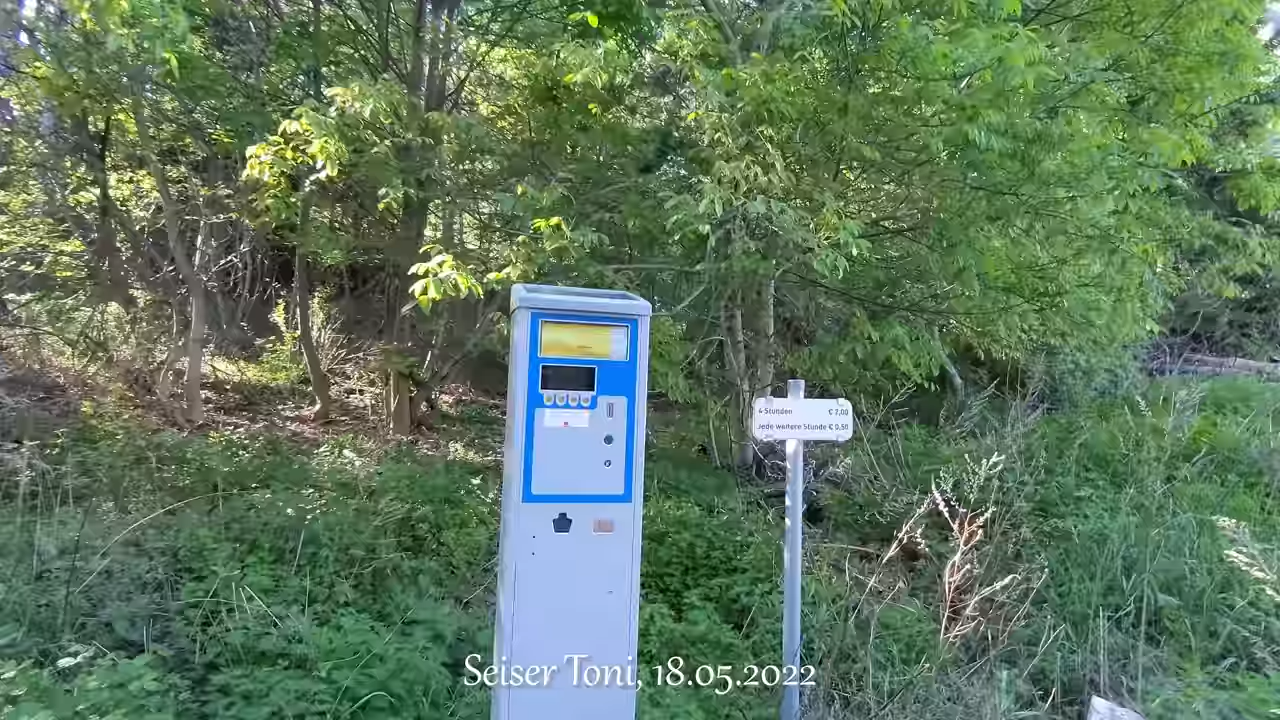 4 Stunden € 7,00
Jede weitere Stunde € 0,50
Seiser Toni, 18.05.2022